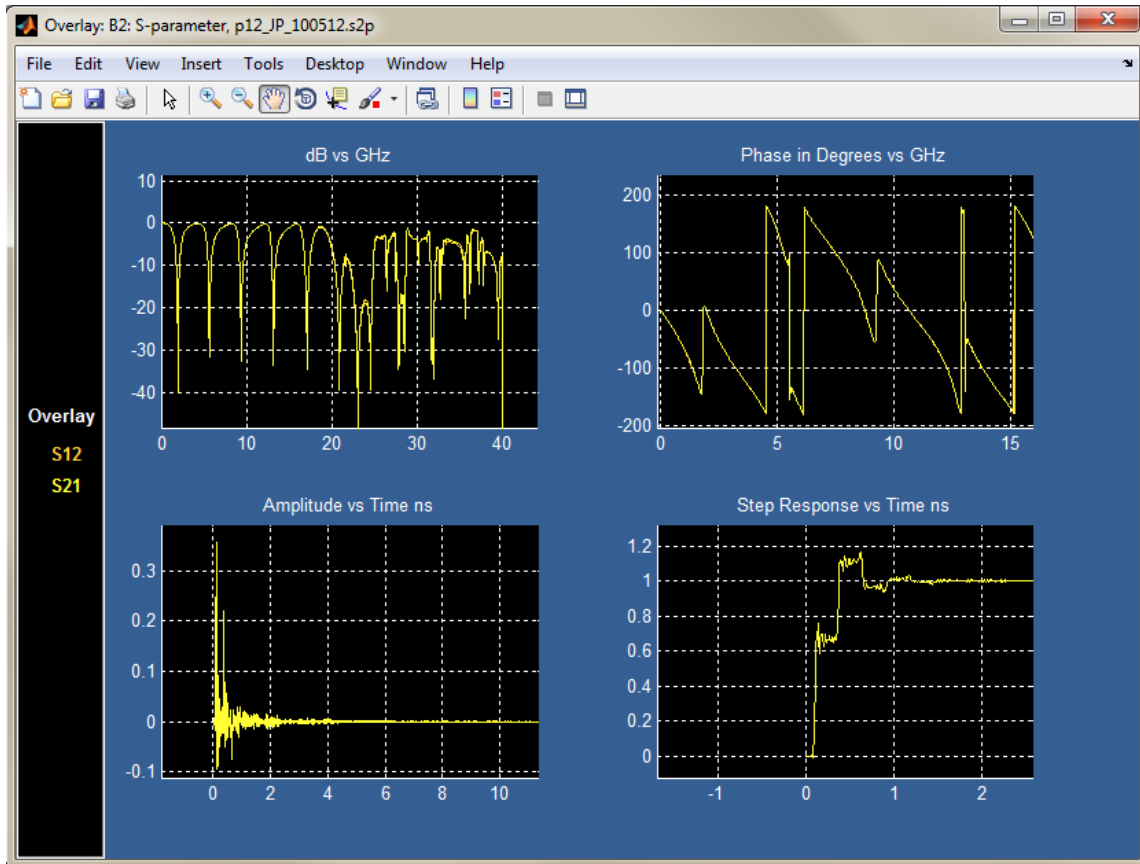 Overlay: B2: S-parameter, p12_JP_100512.s2p
File Edit View Insert Tools Desktop Window Help
Overlay
S12
S21
dB vs GHz
10
0
-10
-20
-30
-40
0 10 20 30 40
Phase in Degrees vs GHz
200
100
0
-100
-200
0 5 10 15
Amplitude vs Time ns
0.3
0.2
0.1
0
-0.1
0 2 4 6 8 10
Step Response vs Time ns
1.2
1
0.8
0.6
0.4
0.2
0
-1 0 1 2